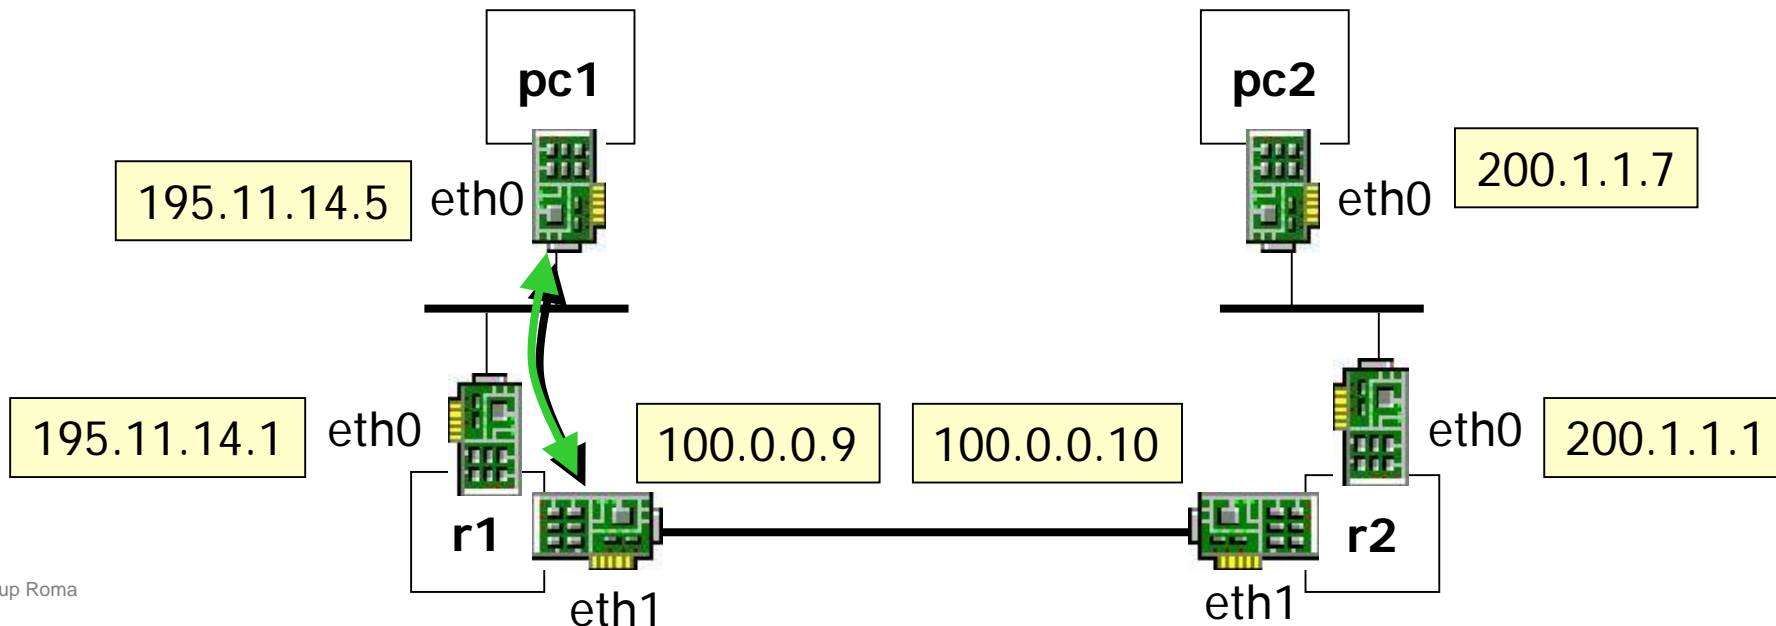 pc1
pc2
195.11.14.5
eth0
eth0
200.1.1.7
195.11.14.1
eth0
100.0.0.9
100.0.0.10
eth0
200.1.1.1
r1
r2
up Roma
eth1
eth1